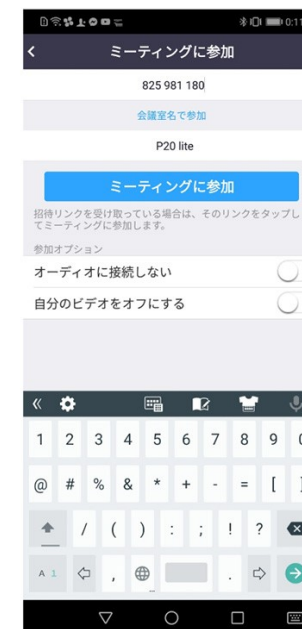 0:11
ミーティングに参加
825 981 180
会議室名で参加
P20 lite
ミーティングに参加
招待リンクを受け取っている場合は、そのリンクをタップし
てミーティングに参加します。
参加オプション
オーディオに接続しない
自分のビデオをオフにする
1 2 3 4 5 6 7 8 9 0
@ # % & * + - = [ ]
/ ( ) : ; ! ?
A 1 , .